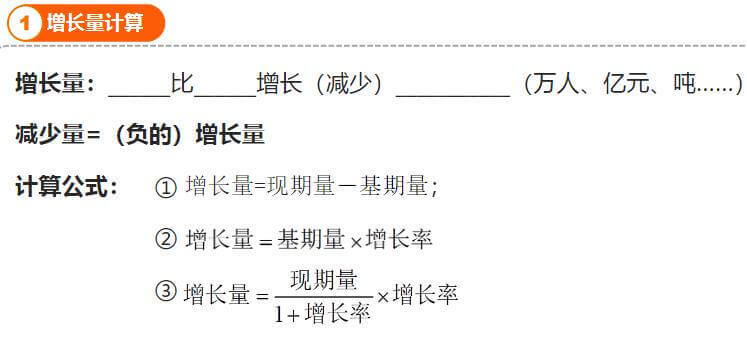 1 增长量计算
增长量：_____比_____增长（减少）_________（万人、亿元、吨......）
减少量=（负的）增长量
计算公式： ① 增长量=现期量－基期量；
② 增长量=基期量×增长率
③ 增长量=现期量/(1+增长率)×增长率